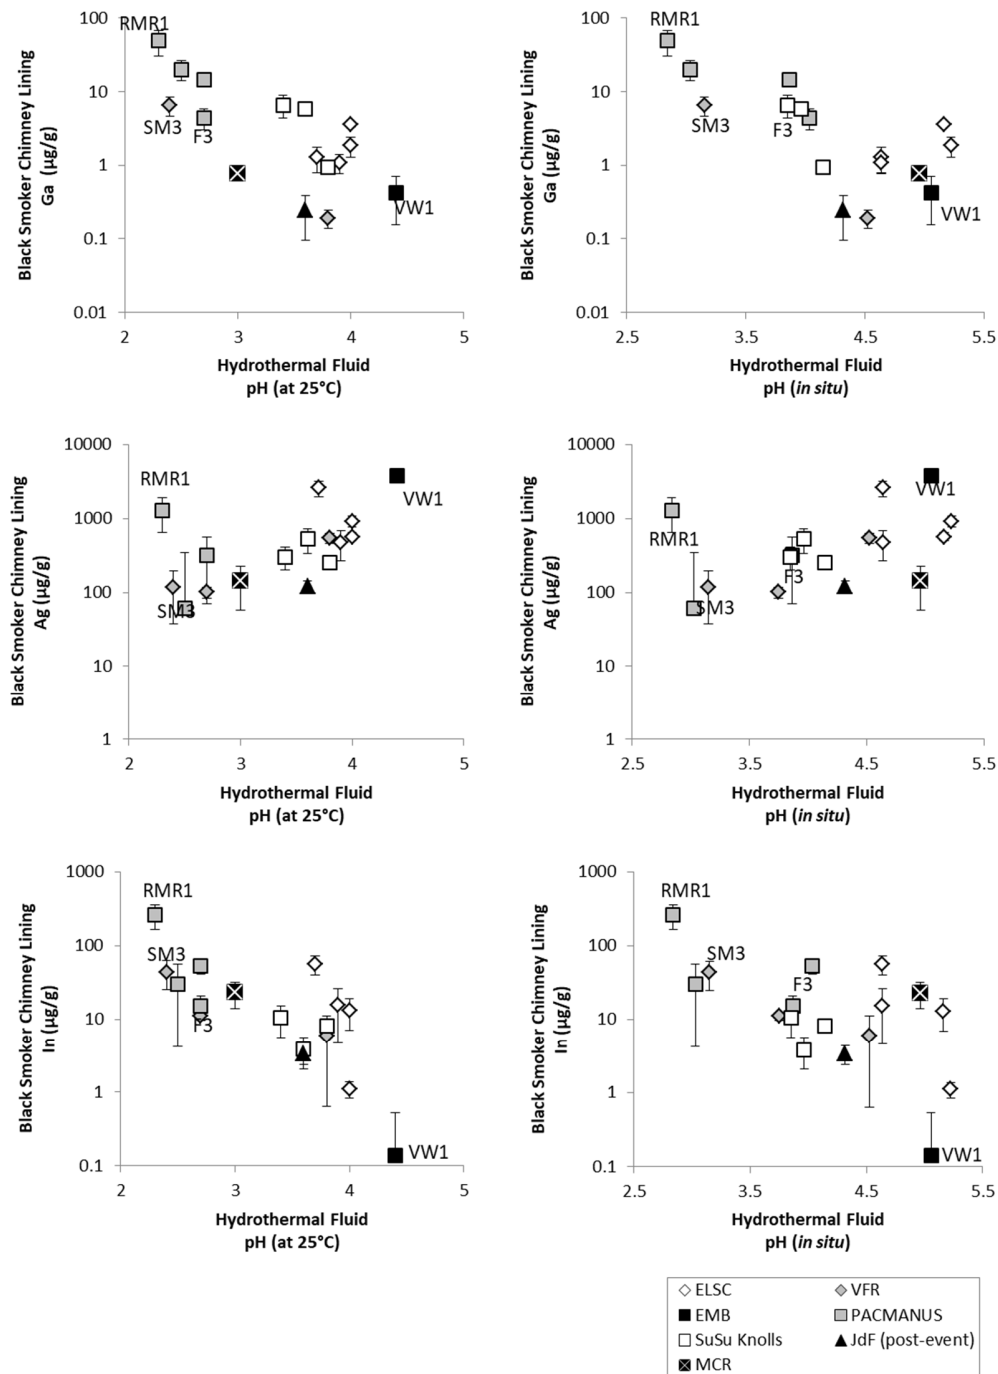 Black Smoker Chimney Lining
Ga (µg/g)
100
10
1
0.1
0.01
RMR1
SM3
F3
VW1
2
3
4
5
Hydrothermal Fluid
pH (at 25°C)
Black Smoker Chimney Lining
Ga (µg/g)
100
10
1
0.1
0.01
RMR1
SM3
F3
VW1
2.5
3.5
4.5
5.5
Hydrothermal Fluid
pH (in situ)
Black Smoker Chimney Lining
Ag (µg/g)
10000
1000
100
10
1
RMR1
VW1
SM3
2
3
4
5
Hydrothermal Fluid
pH (at 25°C)
Black Smoker Chimney Lining
Ag (µg/g)
10000
1000
100
10
1
VW1
RMR1
F3
SM3
2.5
3.5
4.5
5.5
Hydrothermal Fluid
pH (in situ)
Black Smoker Chimney Lining
In (µg/g)
1000
100
10
1
0.1
RMR1
SM3
F3
VW1
2
3
4
5
Hydrothermal Fluid
pH (at 25°C)
Black Smoker Chimney Lining
In (µg/g)
1000
100
10
1
0.1
RMR1
SM3
F3
VW1
2.5
3.5
4.5
5.5
Hydrothermal Fluid
pH (in situ)
ELSC
VFR
EMB
PACMANUS
SuSu Knolls
JdF (post-event)
MCR